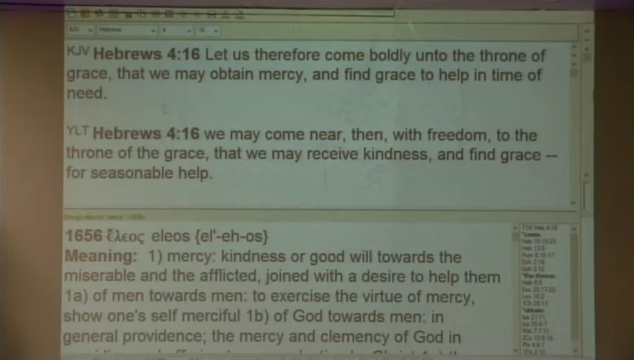 KJV Hebrews 4 16
KJV Hebrews 4:16 Let us therefore come boldly unto the throne of
grace, that we may obtain mercy, and find grace to help in time of
need.
YLT Hebrews 4:16 we may come near, then, with freedom, to the
throne of the grace, that we may receive kindness, and find grace --
for seasonable help.
1656 ἔλεος eleos {el'-eh-os}
Meaning: 1) mercy: kindness or good will towards the
miserable and the afflicted, joined with a desire to help them
1a) of men towards men: to exercise the virtue of mercy,
show one's self merciful 1b) of God towards men: in
general providence; the mercy and clemency of God in